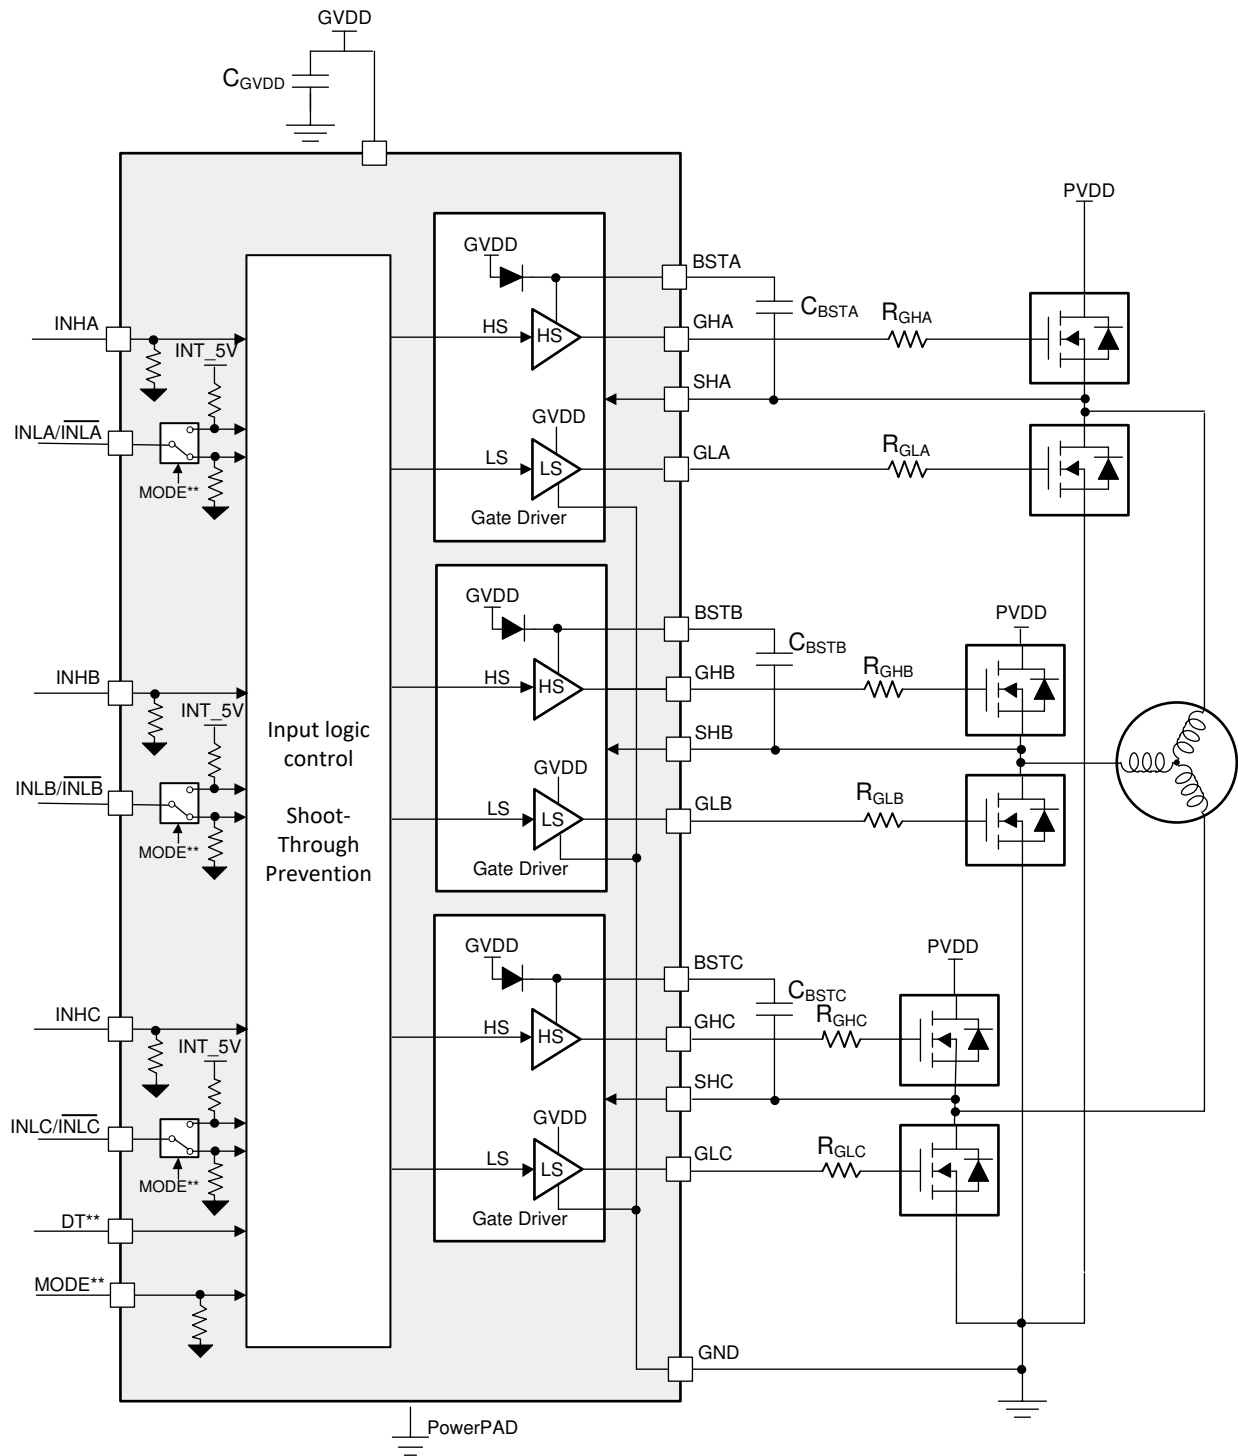 GVDD
CGVDD
PVDD
GVDD
BSTA
CBSTA
INHA
HS
HS
GHA
RGHA
INT_5V
SHA
INLA/INLA
GVDD
MODE**
LS
LS
GLA
RGLA
Gate Driver
GVDD
BSTB
CBSTB
PVDD
INHB
HS
HS
GHB
RGHB
INT_5V
Input logic
control
SHB
INLB/INLB
GVDD
MODE**
Shoot-
Through
Prevention
LS
LS
GLB
RGLB
Gate Driver
GVDD
BSTC
CBSTC
PVDD
INHC
HS
HS
GHC
RGHC
INT_5V
SHC
INLC/INLC
GVDD
MODE**
LS
LS
GLC
RGLC
Gate Driver
DT**
MODE**
GND
PowerPAD